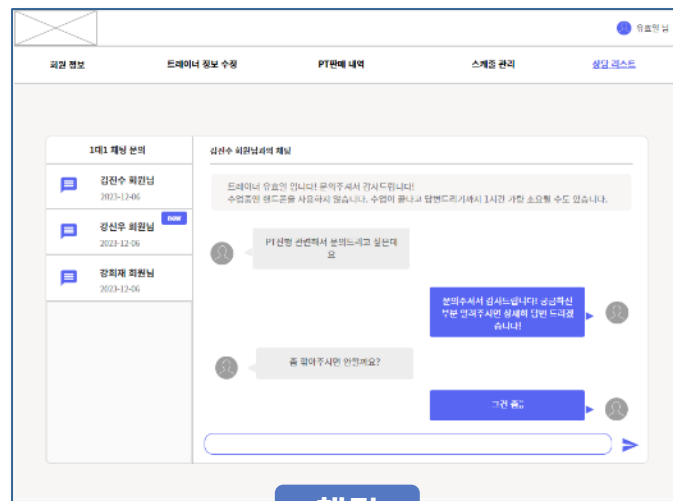 유효일 님
회원 정보
트레이너 정보 수정
PT판매 내역
스케줄 관리
상담 리스트
1대1 채팅 문의
김진수 회원님
2023-12-06
강신우 회원님
new
2023-12-06
강희재 회원님
2023-12-06
김진수 회원님과의 채팅
트레이너 유효일 입니다! 문의주셔서 감사드립니다!
수업중엔 핸드폰을 사용하지 않습니다. 수업이 끝나고 답변드리기까지 1시간 가량 소요될 수도 있습니다.
PT진행 관련해서 문의드리고 싶은데
요
문의주셔서 감사드립니다! 궁금하신
부분 알려주시면 상세히 답변 드리겠
습니다!
좀 깎아주시면 안될까요?
그건 좀;;